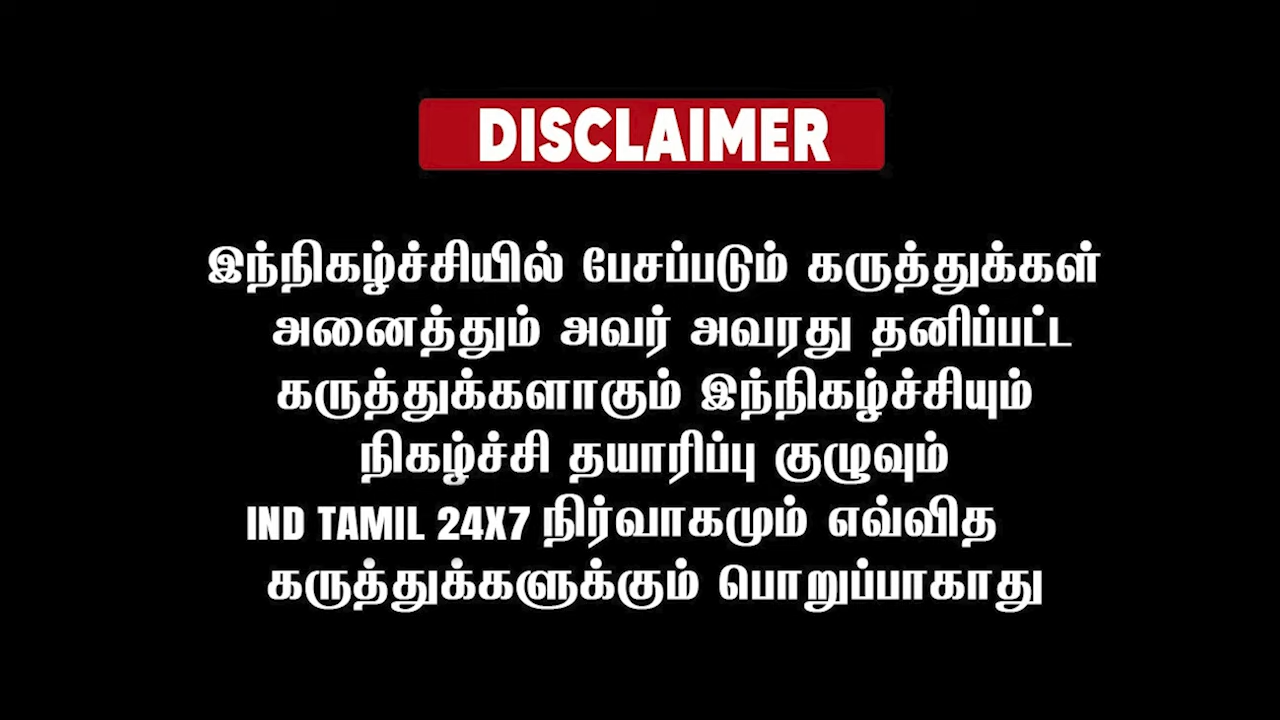 DISCLAIMER
இந்நிகழ்ச்சியில் பேசப்படும் கருத்துக்கள்
அனைத்தும் அவர் அவரது தனிப்பட்ட
கருத்துக்களாகும் இந்நிகழ்ச்சியும்
நிகழ்ச்சி தயாரிப்பு குழுவும்
IND TAMIL 24X7 நிர்வாகமும் எவ்வித
கருத்துக்களுக்கும் பொறுப்பாகாது